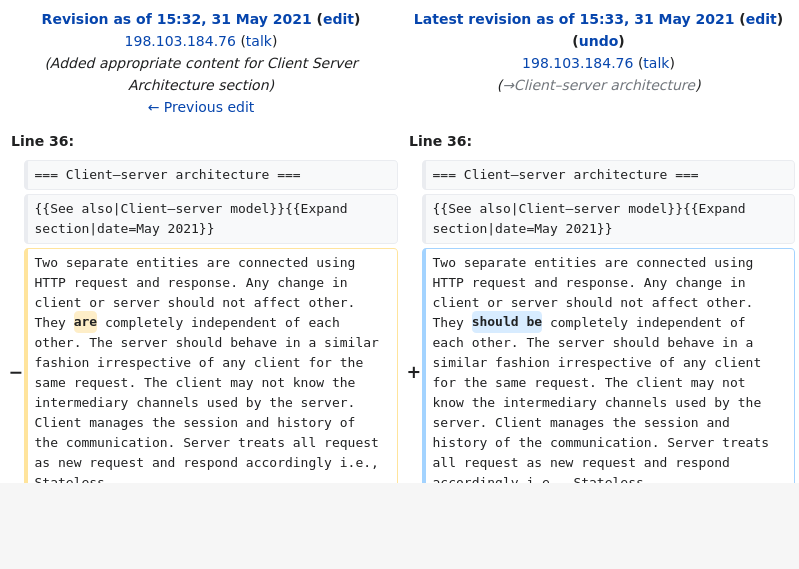 Revision as of 15:32, 31 May 2021 (edit)
198.103.184.76 (talk)
(Added appropriate content for Client Server
Architecture section)
← Previous edit
Latest revision as of 15:33, 31 May 2021 (edit)
(undo)
198.103.184.76 (talk)
(→Client–server architecture)
Line 36:
Line 36:
=== Client–server architecture ===
=== Client–server architecture ===
{{See also|Client–server model}}{{Expand
section|date=May 2021}}
{{See also|Client–server model}}{{Expand
section|date=May 2021}}
−
Two separate entities are connected using
HTTP request and response. Any change in
client or server should not affect other.
They are completely independent of each
other. The server should behave in a similar
fashion irrespective of any client for the
same request. The client may not know the
intermediary channels used by the server.
Client manages the session and history of
the communication. Server treats all request
as new request and respond accordingly i.e.,
Stateless.
+
Two separate entities are connected using
HTTP request and response. Any change in
client or server should not affect other.
They should be completely independent of
each other. The server should behave in a
similar fashion irrespective of any client
for the same request. The client may not
know the intermediary channels used by the
server. Client manages the session and
history of the communication. Server treats
all request as new request and respond
accordingly i.e., Stateless.